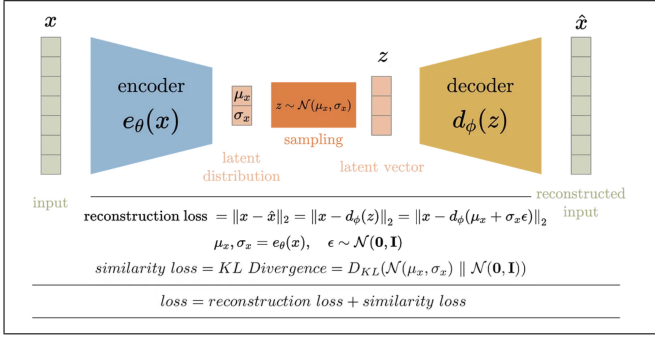 x
x̂
z
encoder
e_θ(x)
μ_x
σ_x
z ∼ 𝒩(μ_x, σ_x)
decoder
d_ϕ(z)
sampling
latent
distribution
latent vector
input
reconstructed
input
reconstruction loss = ‖x − x̂‖₂ = ‖x − d_ϕ(z)‖₂ = ‖x − d_ϕ(μ_x + σ_xϵ)‖₂
μ_x, σ_x = e_θ(x), ϵ ∼ 𝒩(0, I)
similarity loss = KL Divergence = D_KL(𝒩(μ_x, σ_x) ‖ 𝒩(0, I))
loss = reconstruction loss + similarity loss